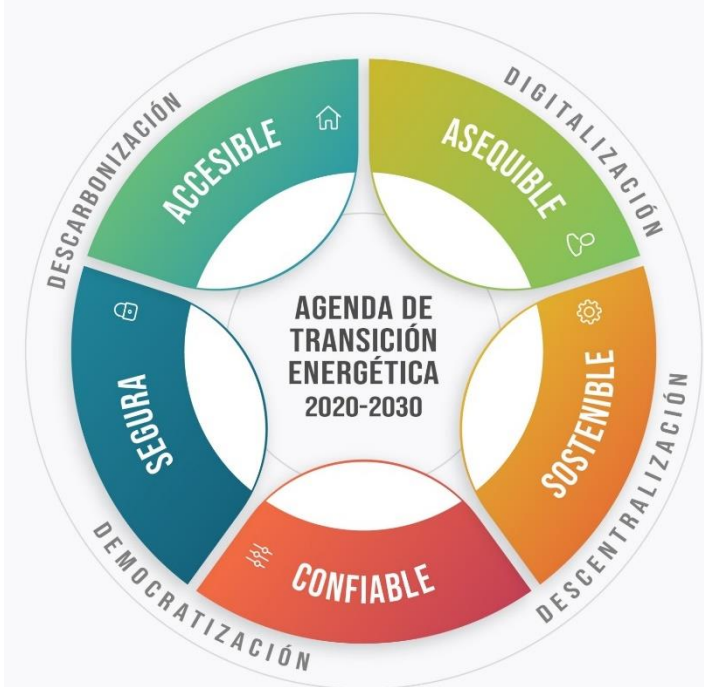 DESCARBONIZACIÓN
DIGITALIZACIÓN
ACCESIBLE
ASEQUIBLE
AGENDA DE
TRANSICIÓN
ENERGÉTICA
2020-2030
SEGURA
SOSTENIBLE
CONFIABLE
DEMOCRATIZACIÓN
DESCENTRALIZACIÓN